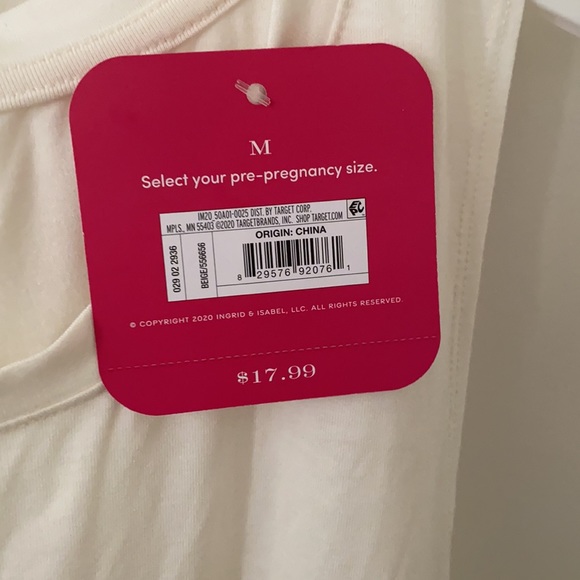 M
Select your pre-pregnancy size.
IM20 50A01-0025 DIST. BY TARGET CORP.
MPLS., MN 55403 ©2020 TARGETBRANDS, INC. SHOP TARGET.COM
029 02 2936
BEIGE/556656
ORIGIN: CHINA
8 29576 92076 1
© COPYRIGHT 2020 INGRID & ISABEL, LLC. ALL RIGHTS RESERVED.
$17.99